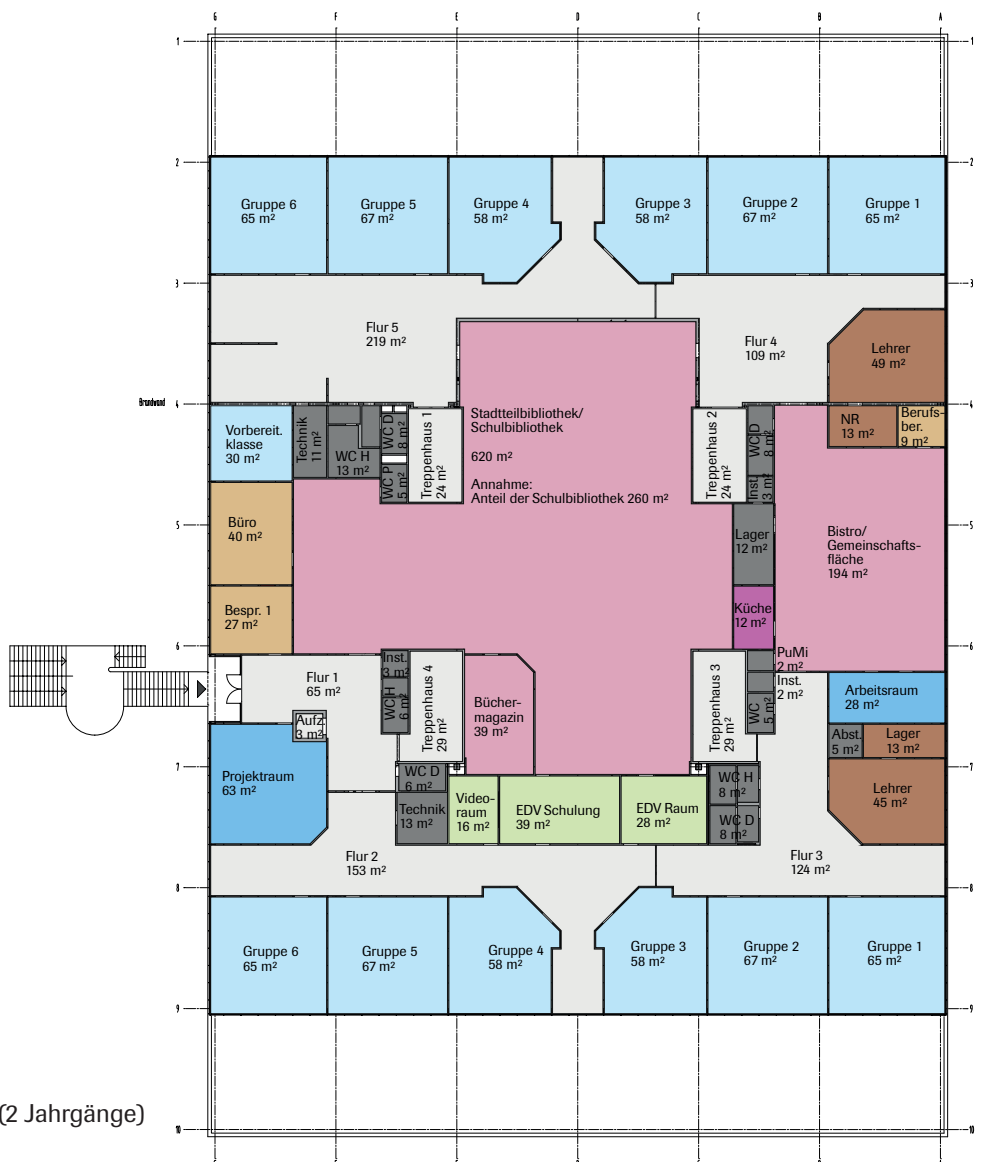 G F E D C B A
1 1
2 2
Gruppe 6
65 m²
Gruppe 5
67 m²
Gruppe 4
58 m²
Gruppe 3
58 m²
Gruppe 2
67 m²
Gruppe 1
65 m²
3 3
Flur 5
219 m²
Flur 4
109 m²
Lehrer
49 m²
Brandwand
4 4
Vorbereit.
klasse
30 m²
Technik
11 m²
WC H
13 m²
WC D
8 m²
WC P
5 m²
Treppenhaus 1
24 m²
Stadtteilbibliothek/
Schulbibliothek
620 m²
Annahme:
Anteil der Schulbibliothek 260 m²
Treppenhaus 2
24 m²
WC D
8 m²
Inst.
3 m²
NR
13 m²
Berufs-
ber.
9 m²
5 5
Büro
40 m²
Lager
12 m²
Bistro/
Gemeinschafts-
fläche
194 m²
Bespr. 1
27 m²
Küche
12 m²
6 6
Flur 1
65 m²
Inst.
3 m²
WC H
6 m²
Treppenhaus 4
29 m²
Bücher-
magazin
39 m²
Treppenhaus 3
29 m²
PuMi
2 m²
Inst.
2 m²
WC
5 m²
Arbeitsraum
28 m²
Aufz.
3 m²
Abst.
5 m²
Lager
13 m²
7 7
Projektraum
63 m²
WC D
6 m²
Technik
13 m²
Video-
raum
16 m²
EDV Schulung
39 m²
EDV Raum
28 m²
WC H
8 m²
WC D
8 m²
Lehrer
45 m²
Flur 2
153 m²
Flur 3
124 m²
8 8
Gruppe 6
65 m²
Gruppe 5
67 m²
Gruppe 4
58 m²
Gruppe 3
58 m²
Gruppe 2
67 m²
Gruppe 1
65 m²
9 9
(2 Jahrgänge)
10 10